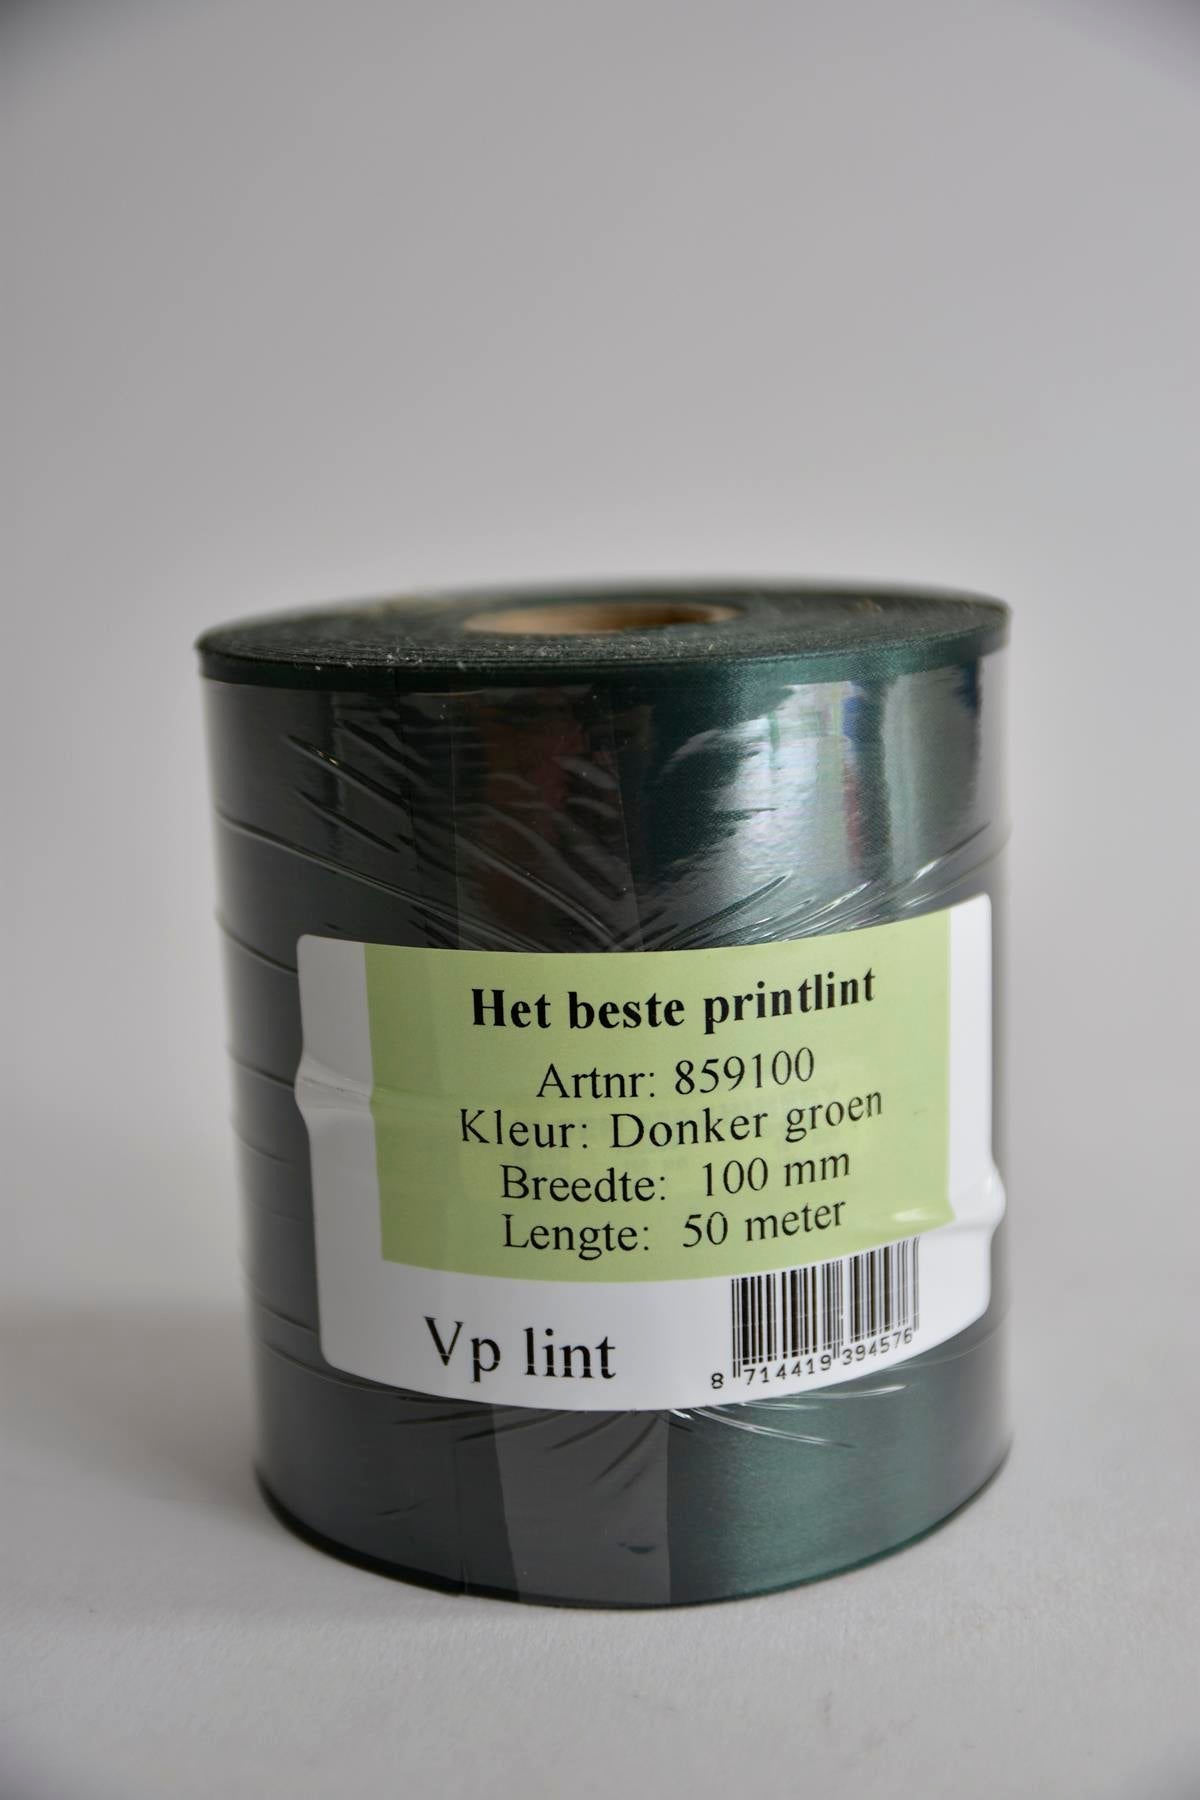 Het beste printlint
Artnr: 859100
Kleur: Donker groen
Breedte: 100 mm
Lengte: 50 meter
Vp lint
8 714419 394576